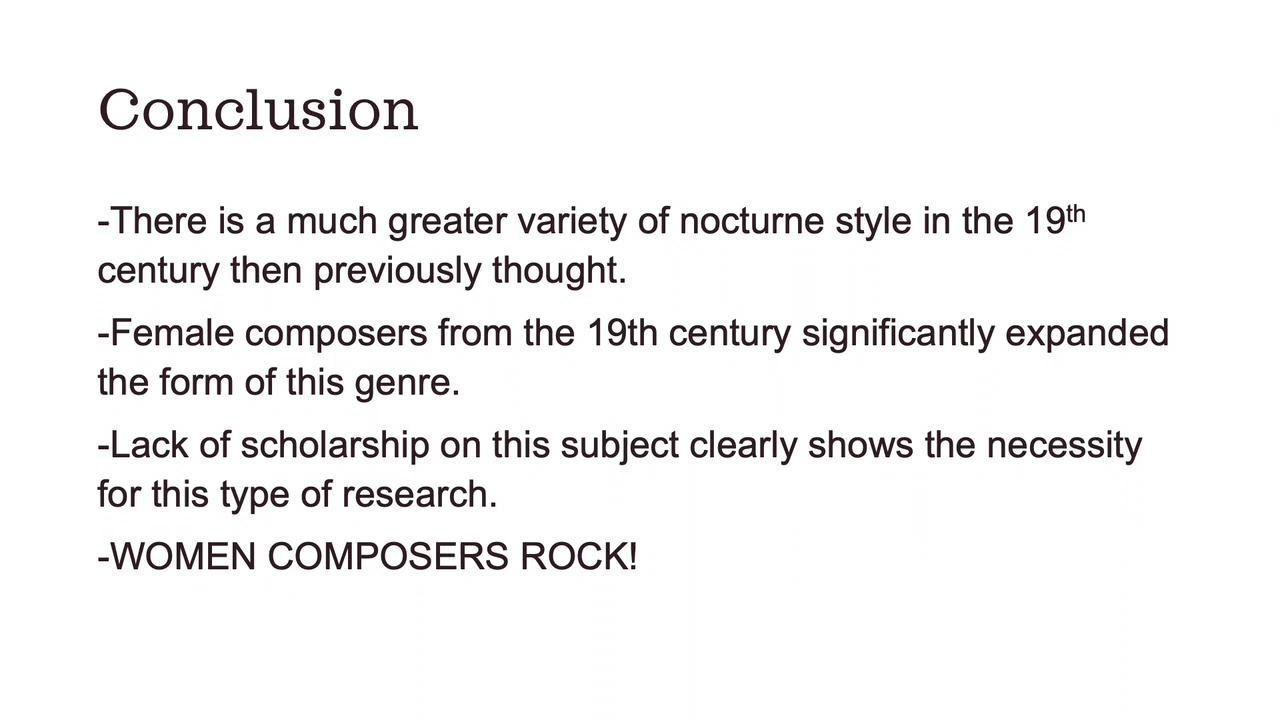 Conclusion
-There is a much greater variety of nocturne style in the 19th
century then previously thought.
-Female composers from the 19th century significantly expanded
the form of this genre.
-Lack of scholarship on this subject clearly shows the necessity
for this type of research.
-WOMEN COMPOSERS ROCK!